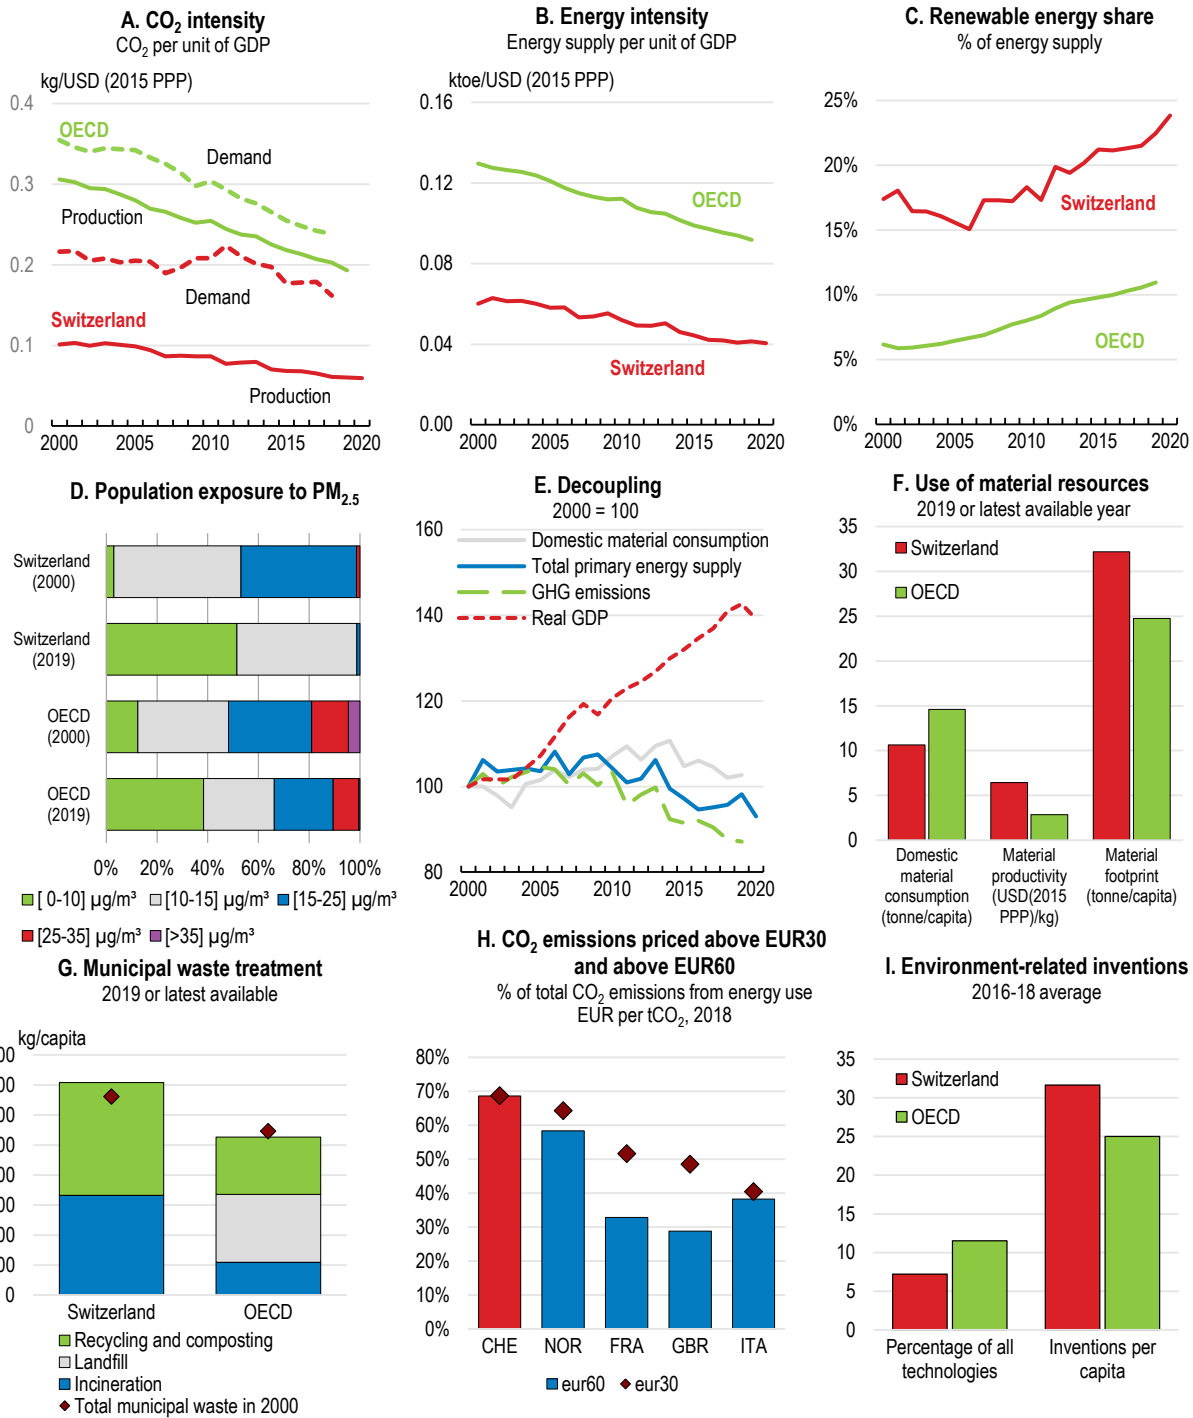 A. CO2 intensity
CO2 per unit of GDP
kg/USD (2015 PPP)
0.4
0.3
0.2
0.1
0
OECD
Demand
Production
Demand
Switzerland
Production
2000
2005
2010
2015
2020
B. Energy intensity
Energy supply per unit of GDP
ktoe/USD (2015 PPP)
0.16
0.12
0.08
0.04
0.00
OECD
Switzerland
2000
2005
2010
2015
2020
C. Renewable energy share
% of energy supply
25%
20%
15%
10%
5%
0%
Switzerland
OECD
2000
2005
2010
2015
2020
D. Population exposure to PM2.5
Switzerland
(2000)
Switzerland
(2019)
OECD
(2000)
OECD
(2019)
0%
20%
40%
60%
80%
100%
[ 0-10] µg/m³
[10-15] µg/m³
[15-25] µg/m³
[25-35] µg/m³
[>35] µg/m³
E. Decoupling
2000 = 100
160
140
120
100
80
Domestic material consumption
Total primary energy supply
GHG emissions
Real GDP
2000
2005
2010
2015
2020
F. Use of material resources
2019 or latest available year
35
30
25
20
15
10
5
0
Switzerland
OECD
Domestic
material
consumption
(tonne/capita)
Material
productivity
(USD(2015
PPP)/kg)
Material
footprint
(tonne/capita)
G. Municipal waste treatment
2019 or latest available
kg/capita
00
00
00
00
00
00
00
00
0
Switzerland
OECD
Recycling and composting
Landfill
Incineration
Total municipal waste in 2000
H. CO2 emissions priced above EUR30
and above EUR60
% of total CO2 emissions from energy use
EUR per tCO2, 2018
80%
70%
60%
50%
40%
30%
20%
10%
0%
CHE
NOR
FRA
GBR
ITA
eur60
eur30
I. Environment-related inventions
2016-18 average
35
30
25
20
15
10
5
0
Switzerland
OECD
Percentage of all
technologies
Inventions per
capita